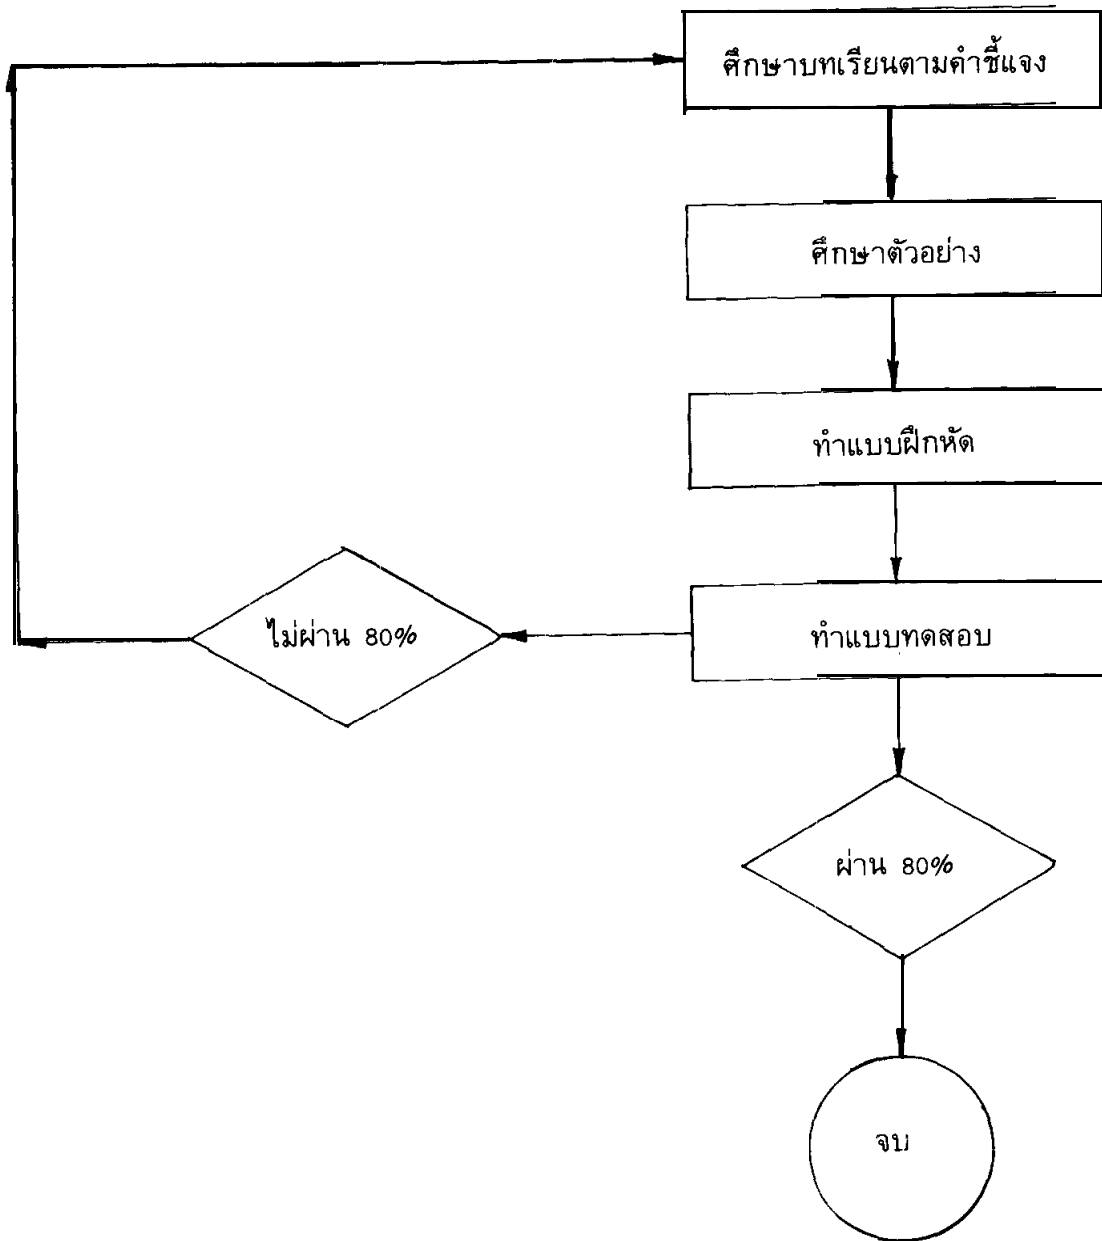 ศึกษาบทเรียนตามคำชี้แจง
ศึกษาตัวอย่าง
ทำแบบฝึกหัด
ทำแบบทดสอบ
ไม่ผ่าน 80%
ผ่าน 80%
จบ